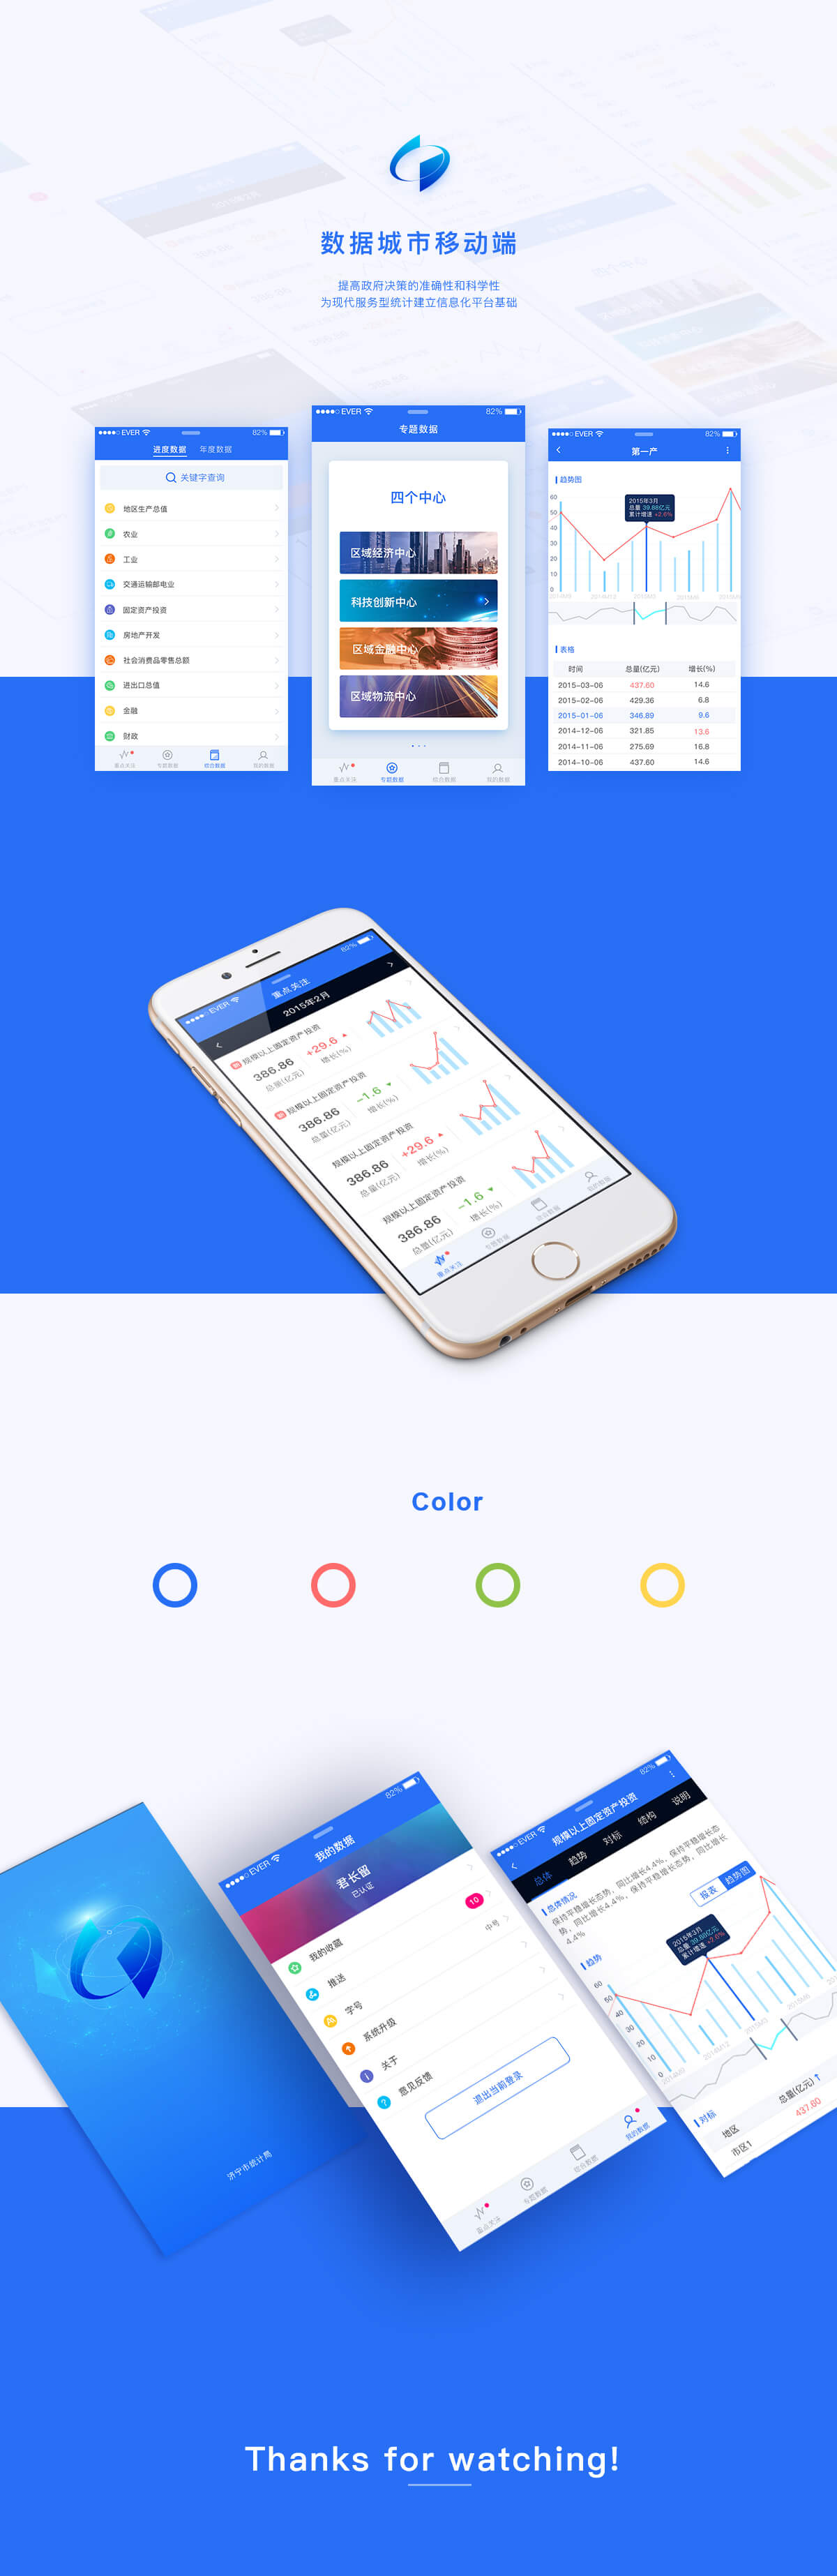 数据城市移动端
提高政府决策的准确性和科学性
为现代服务型统计建立信息化平台基础
EVER 82%
进度数据 年度数据
关键字查询
地区生产总值
农业
工业
交通运输邮电业
固定资产投资
房地产开发
社会消费品零售总额
进出口总值
金融
财政
重点关注 专题数据 综合数据 我的数据
EVER 82%
专题数据
四个中心
区域经济中心
科技创新中心
区域金融中心
区域物流中心
重点关注 专题数据 综合数据 我的数据
EVER 82%
第一产
趋势图
2015年3月
总量 39.88亿元
累计增速 +2.6%
60
50
40
30
20
10
0
表格
时间 总量(亿元) 增长(%)
2015-03-06 437.60 14.6
2015-02-06 429.36 6.8
2015-01-06 346.89 9.6
2014-12-06 321.85 13.6
2014-11-06 275.69 16.8
2014-10-06 437.60 14.6
EVER 82%
重点关注
2015年2月
规模以上固定资产投资
386.86 +29.6
总量(亿元) 增长(%)
规模以上固定资产投资
386.86 -1.6
总量(亿元) 增长(%)
规模以上固定资产投资
386.86 +29.6
总量(亿元) 增长(%)
规模以上固定资产投资
386.86 -1.6
总量(亿元) 增长(%)
重点关注 专题数据 综合数据 我的数据
Color
济宁市统计局
EVER 82%
我的数据
君长留
已认证
我的收藏
推送 10
字号 中号
系统升级
关于
意见反馈
退出当前登录
重点关注 专题数据 综合数据 我的数据
EVER 82%
规模以上固定资产投资
总体 趋势 对标 结构 说明
总体情况
保持平稳增长态势，同比增长4.4%，保持平稳增长态
势，同比增长4.4%，保持平稳增长态势，同比增长
4.4%
趋势
报表 趋势图
2015年3月
总量 39.88亿元
累计增速 +2.6%
60
50
40
30
20
10
0
2014M9 2014M12 2015M3 2015M6
对标
地区 总量(亿元)
市区1 437.60
Thanks for watching!